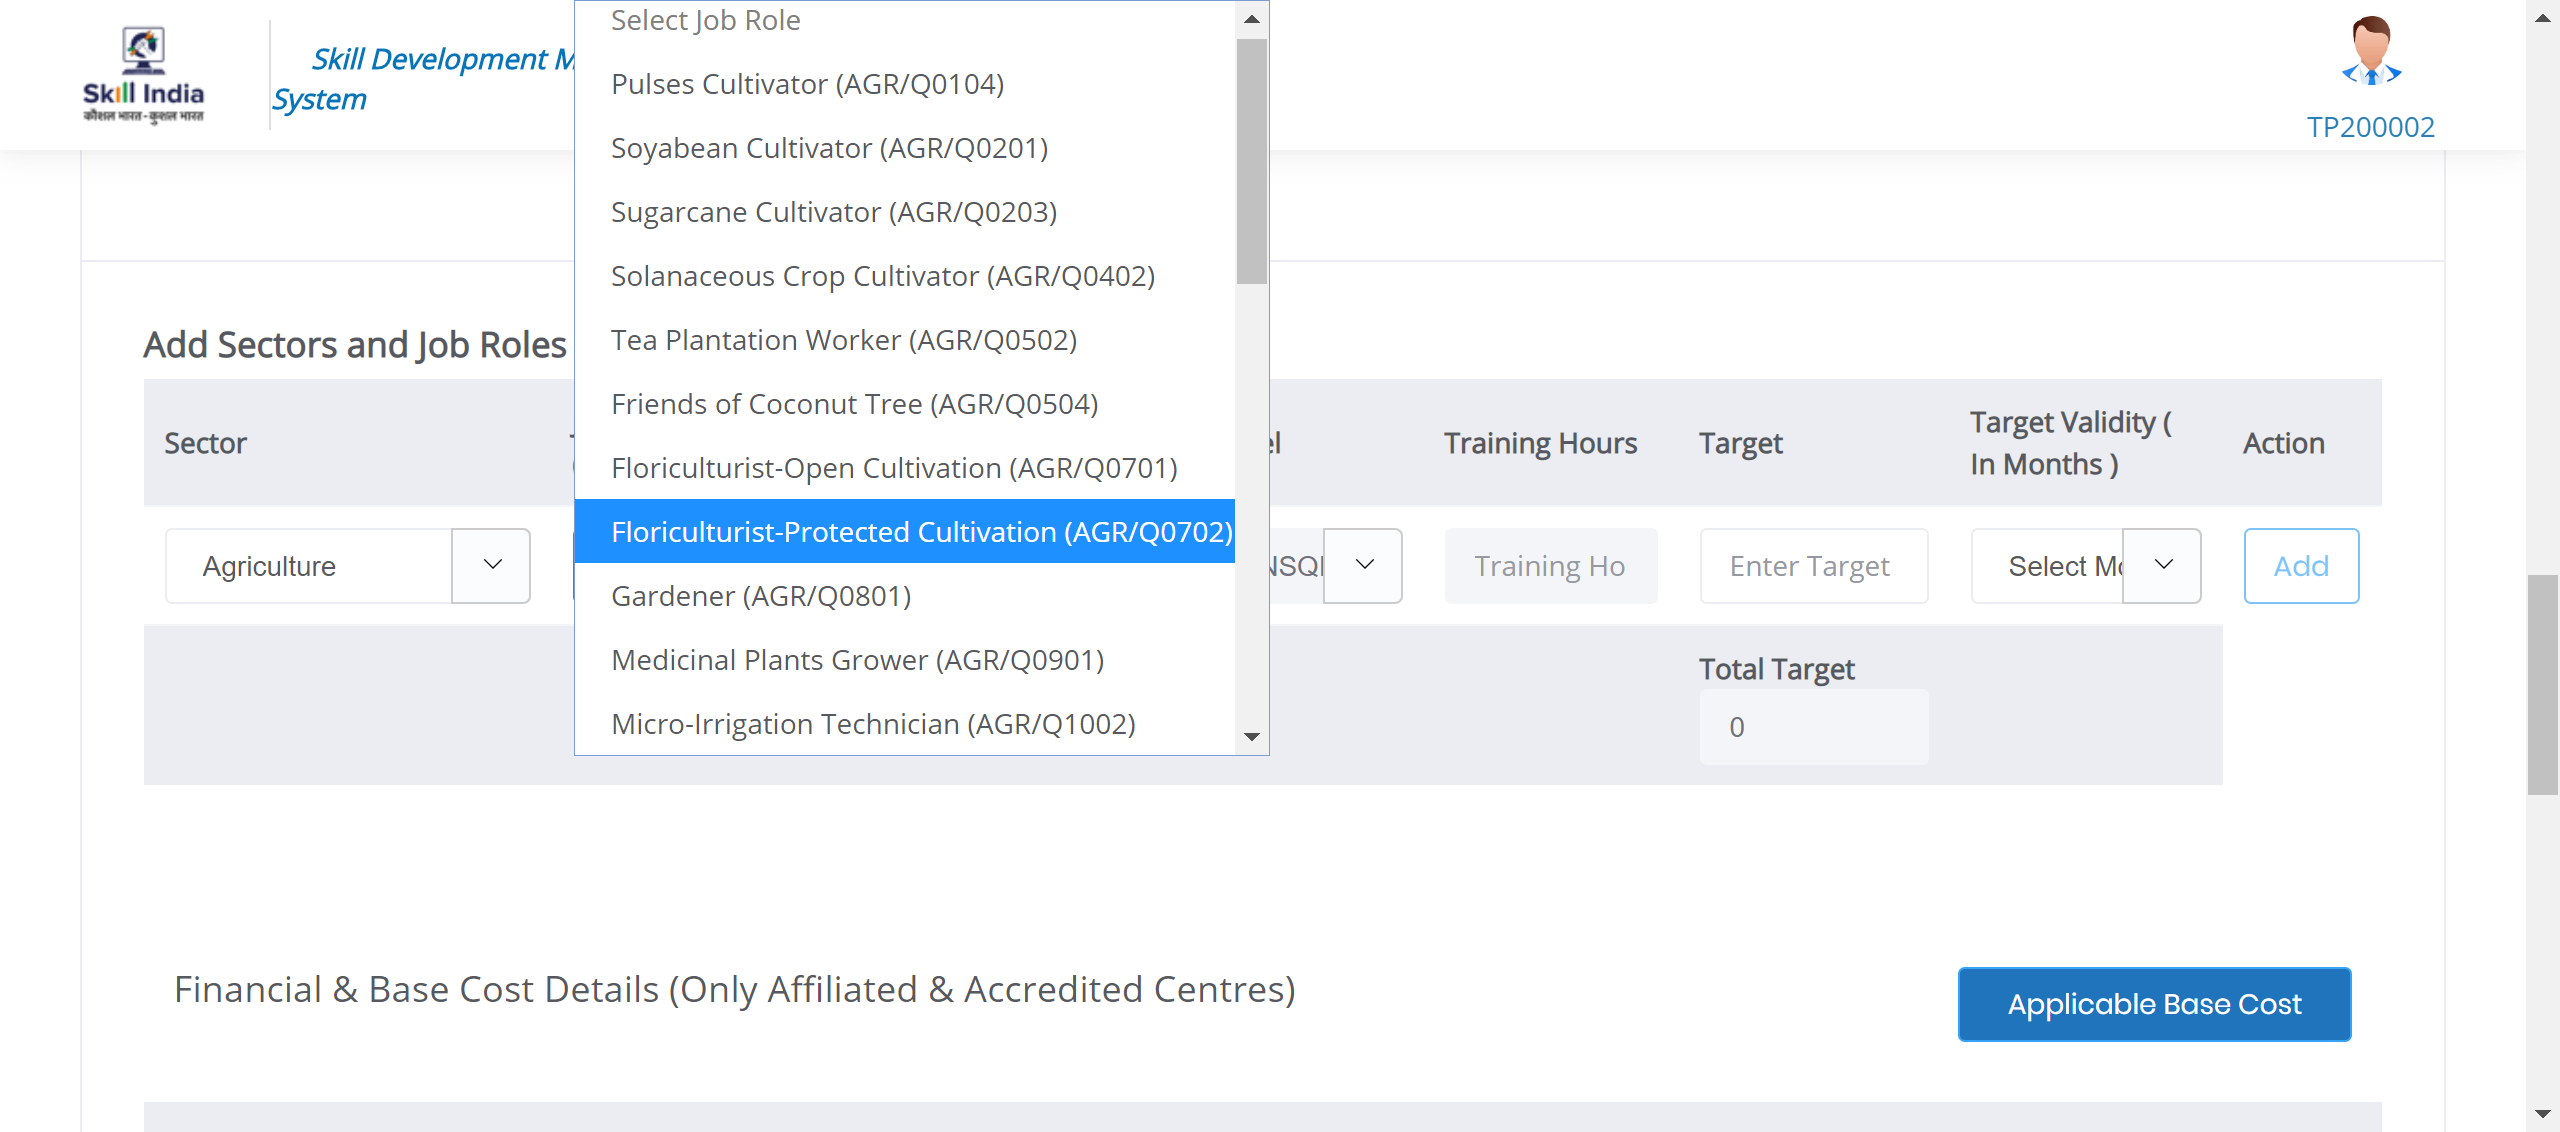 Skill India
कौशल भारत - कुशल भारत
Skill Development
System
TP200002
Select Job Role
Pulses Cultivator (AGR/Q0104)
Soyabean Cultivator (AGR/Q0201)
Sugarcane Cultivator (AGR/Q0203)
Solanaceous Crop Cultivator (AGR/Q0402)
Tea Plantation Worker (AGR/Q0502)
Friends of Coconut Tree (AGR/Q0504)
Floriculturist-Open Cultivation (AGR/Q0701)
Floriculturist-Protected Cultivation (AGR/Q0702)
Gardener (AGR/Q0801)
Medicinal Plants Grower (AGR/Q0901)
Micro-Irrigation Technician (AGR/Q1002)
Add Sectors and Job Roles
Sector
Training Hours
Target
Target Validity (
In Months )
Action
Agriculture
Training Ho
Enter Target
Select Mo
Add
Total Target
0
Financial & Base Cost Details (Only Affiliated & Accredited Centres)
Applicable Base Cost